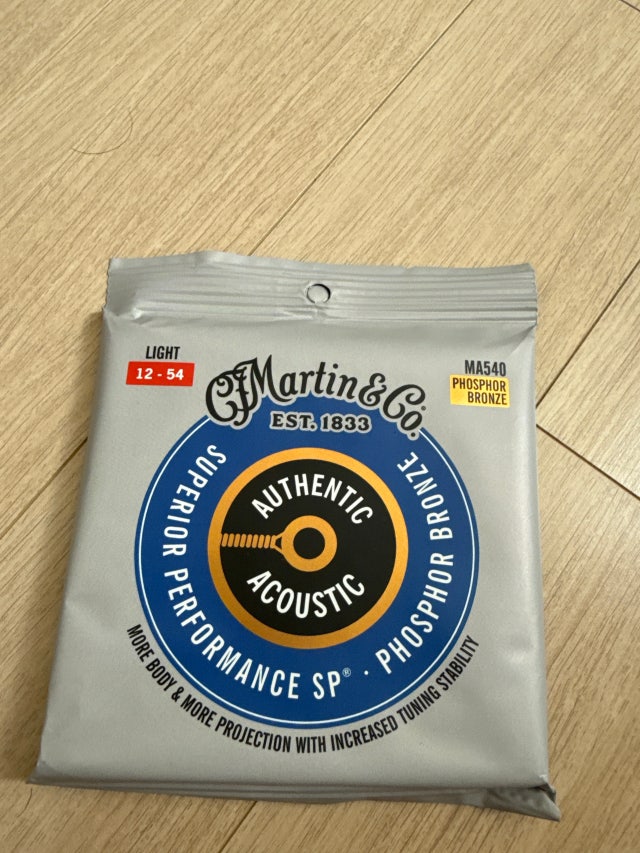 LIGHT
12 - 54
MA540
PHOSPHOR
BRONZE
CF Martin & Co.
EST. 1833
AUTHENTIC
ACOUSTIC
SUPERIOR PERFORMANCE SP® · PHOSPHOR BRONZE
MORE BODY & MORE PROJECTION WITH INCREASED TUNING STABILITY